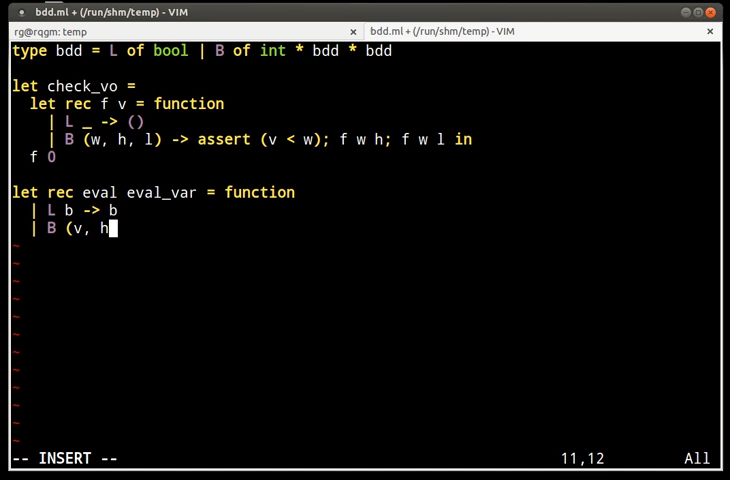 bdd.ml + (/run/shm/temp) - VIM
rg@rqgm: temp
bdd.ml + (/run/shm/temp) - VIM
type bdd = L of bool | B of int * bdd * bdd
let check_vo =
  let rec f v = function
    | L _ -> ()
    | B (w, h, l) -> assert (v < w); f w h; f w l in
  f 0
let rec eval eval_var = function
  | L b -> b
  | B (v, h
~
~
~
~
~
~
~
~
~
~
~
~
-- INSERT -- 11,12 All